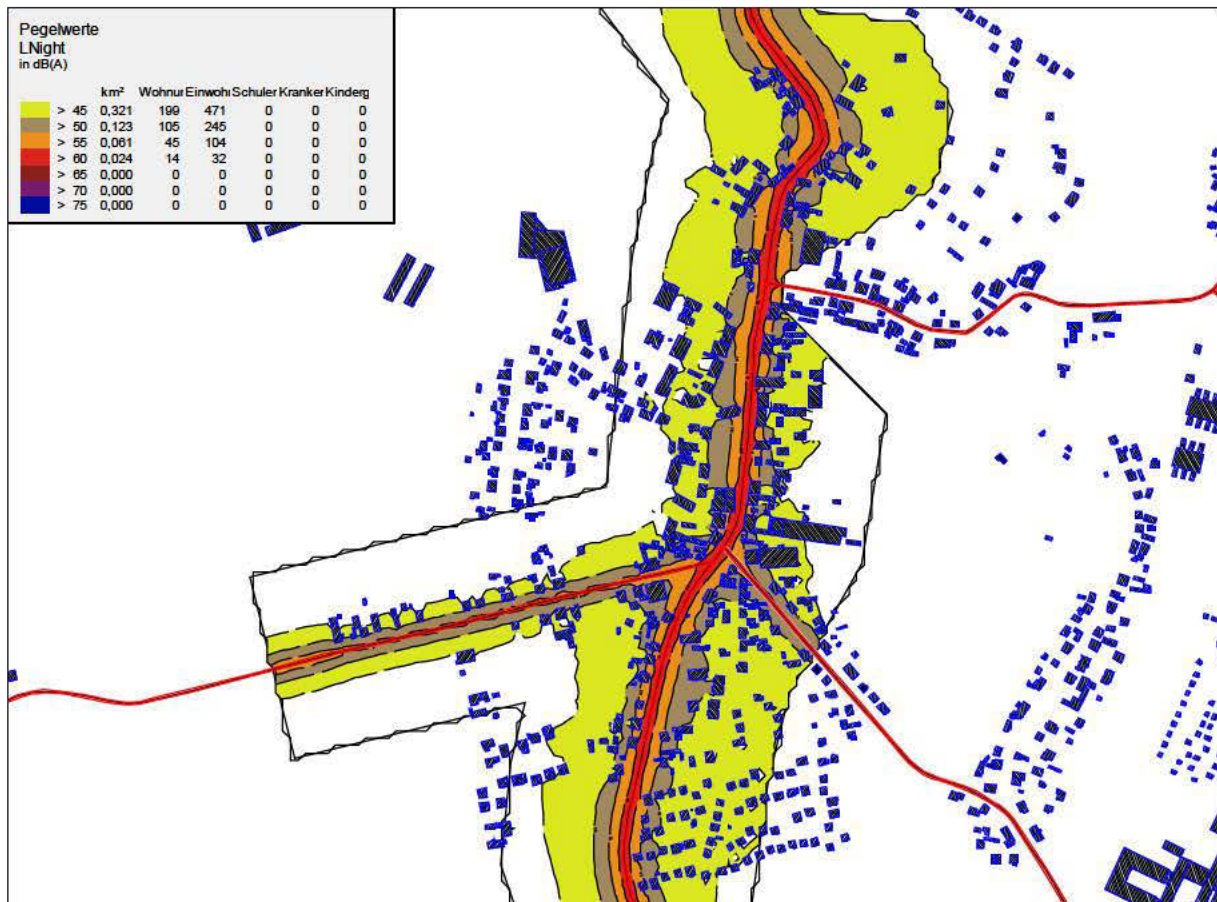 Pegelwerte
LNight
in dB(A)
km² Wohnur Einwohi Schuler Kranker Kinderg
> 45 0,321 199 471 0 0 0
> 50 0,123 105 245 0 0 0
> 55 0,061 45 104 0 0 0
> 60 0,024 14 32 0 0 0
> 65 0,000 0 0 0 0 0
> 70 0,000 0 0 0 0 0
> 75 0,000 0 0 0 0 0